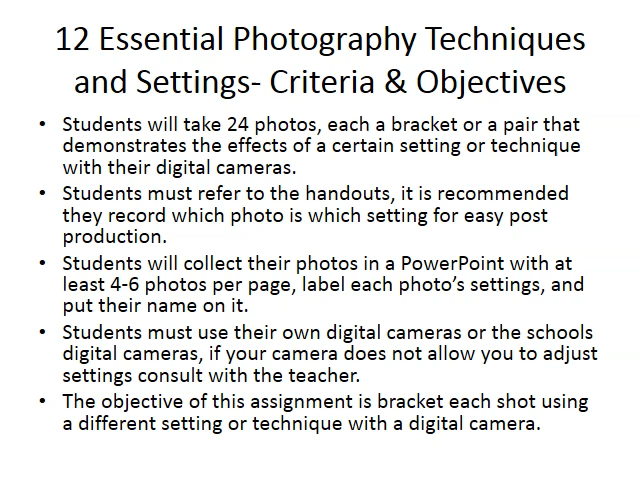 12 Essential Photography Techniques
and Settings- Criteria & Objectives
• Students will take 24 photos, each a bracket or a pair that
demonstrates the effects of a certain setting or technique
with their digital cameras.
• Students must refer to the handouts, it is recommended
they record which photo is which setting for easy post
production.
• Students will collect their photos in a PowerPoint with at
least 4-6 photos per page, label each photo’s settings, and
put their name on it.
• Students must use their own digital cameras or the schools
digital cameras, if your camera does not allow you to adjust
settings consult with the teacher.
• The objective of this assignment is bracket each shot using
a different setting or technique with a digital camera.